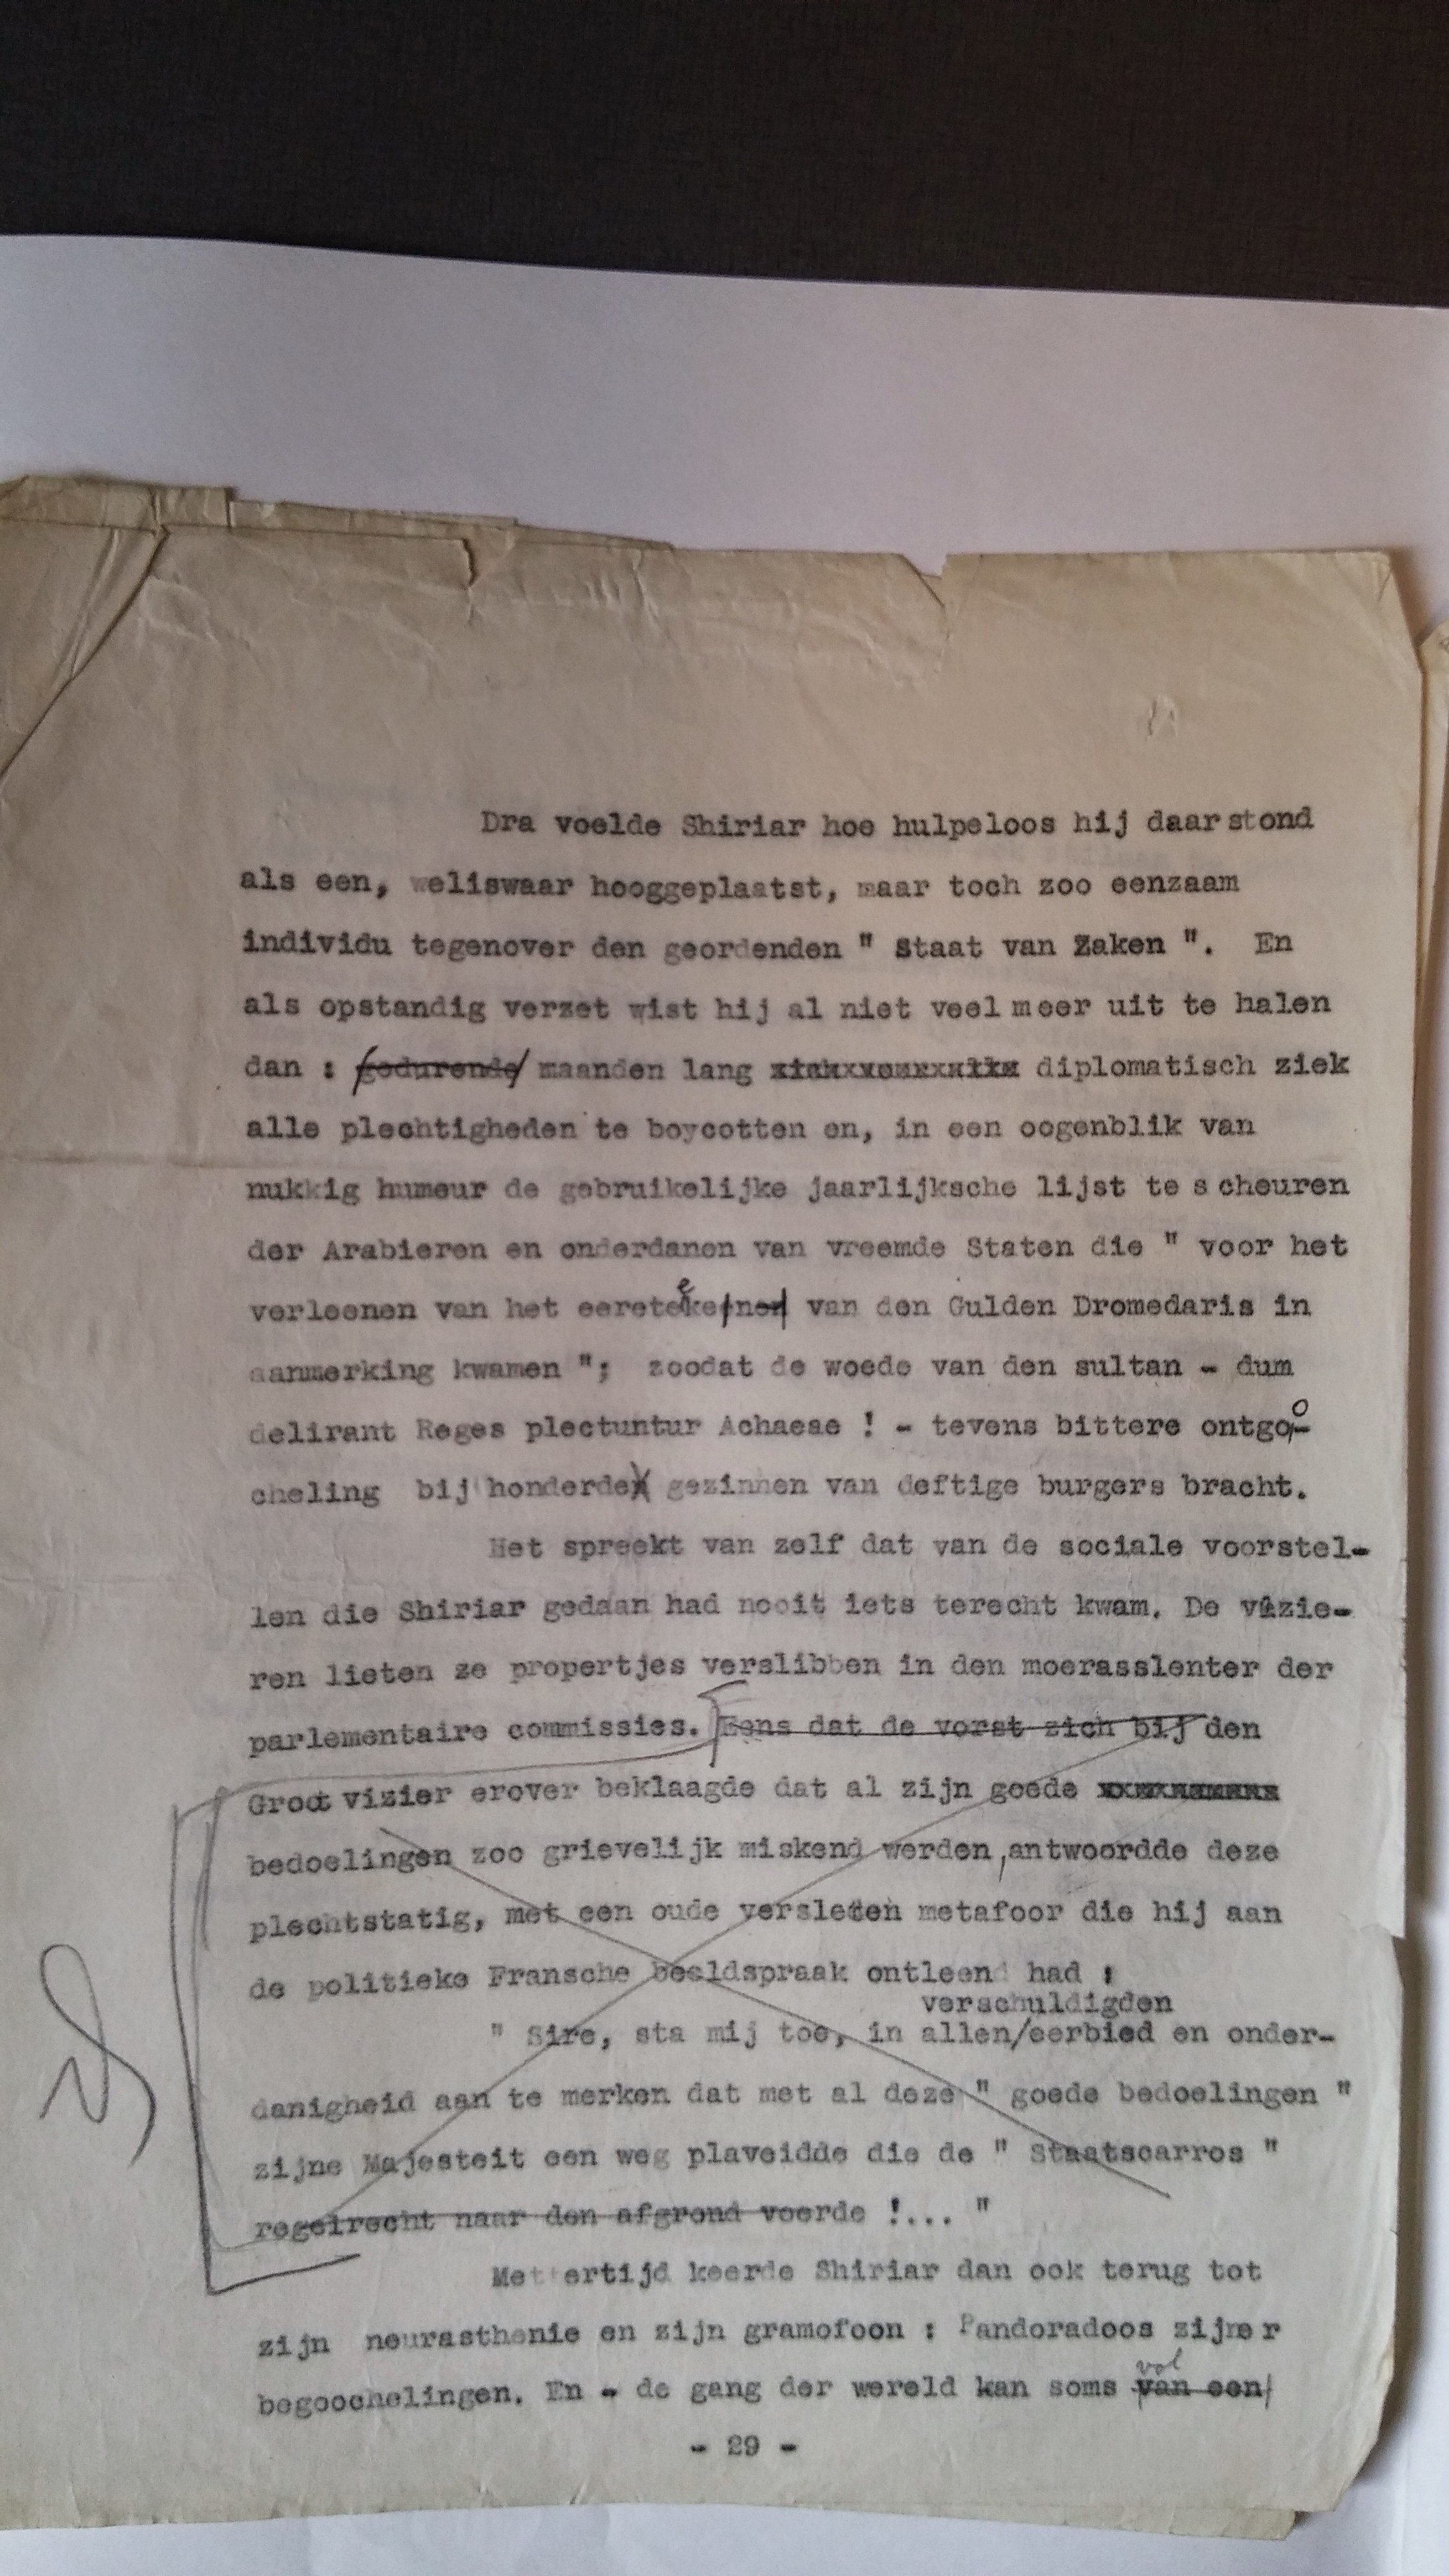 Dra voelde Shiriar hoe hulpeloos hij daar stond
als een, weliswaar hooggeplaatst, maar toch zoo eenzaam
individu tegenover den geordenden " Staat van Zaken ". En
als opstandig verzet wist hij al niet veel meer uit te halen
dan : gedurende maanden lang diplomatisch ziek
alle plechtigheden te boycotten en, in een oogenblik van
nukkig humeur de gebruikelijke jaarlijksche lijst te scheuren
der Arabieren en onderdanen van vreemde Staten die " voor het
e
verleenen van het eeretekenen van den Gulden Dromedaris in
aanmerking kwamen "; zoodat de woede van den sultan - dum
delirant Reges plectuntur Achaeae ! - tevens bittere ontgoo-
cheling bij honderden gezinnen van deftige burgers bracht.
Het spreekt van zelf dat van de sociale voorstel-
len die Shiriar gedaan had nooit iets terecht kwam. De vizie-
ren lieten ze propertjes verslibben in den moerasslenter der
parlementaire commissies. Eens dat de vorst zich bij den
Groot vizier erover beklaagde dat al zijn goede
bedoelingen zoo grievelijk miskend werden, antwoordde deze
plechtstatig, met een oude versleten metafoor die hij aan
de politieke Fransche beeldspraak ontleend had :
verschuldigden
" Sire, sta mij toe, in allen/eerbied en onder-
danigheid aan te merken dat met al deze " goede bedoelingen "
zijne Majesteit een weg plaveidde die de " Staatscarros "
regelrecht naar den afgrond voerde !... "
Mettertijd keerde Shiriar dan ook terug tot
zijn neurasthenie en zijn gramofoon : Pandoradoos zijner
vol
begoochelingen. En - de gang der wereld kan soms van een
- 29 -